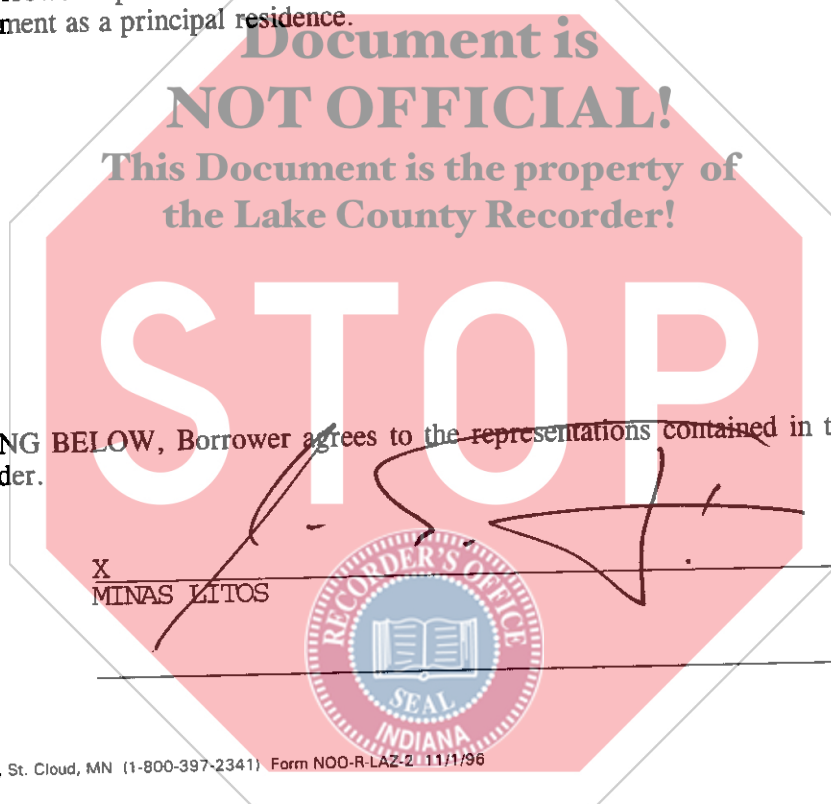 ment as a principal residence.
Document is
NOT OFFICIAL!
This Document is the property of
the Lake County Recorder!
STOP
NG BELOW, Borrower agrees to the representations contained in t
der.
X
MINAS LITOS
RECORDER'S OFFICE
SEAL
INDIANA
, St. Cloud, MN (1-800-397-2341) Form NOO-R-LAZ-2 11/1/96